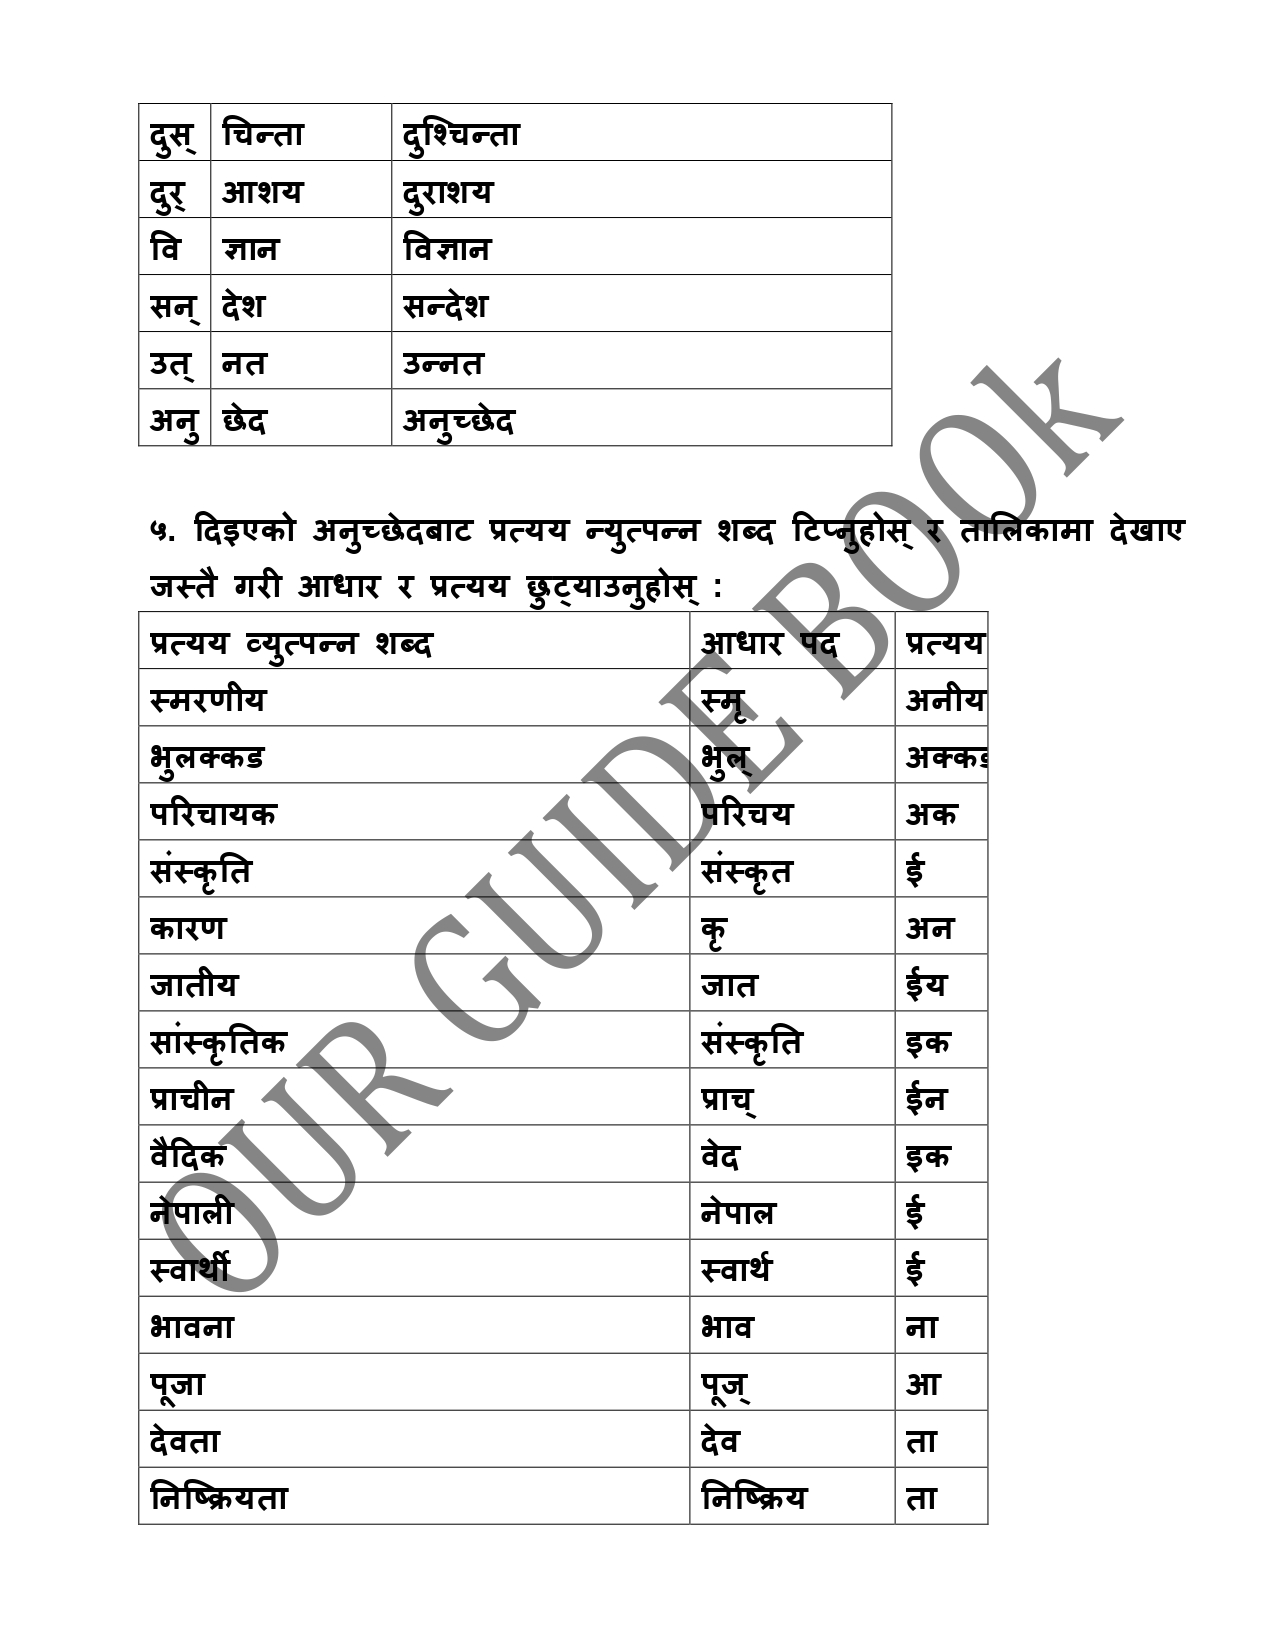 दुस् चिन्ता दुश्चिन्ता
दुर् आशय दुराशय
वि ज्ञान विज्ञान
सन् देश सन्देश
उत् नत उन्नत
अनु छेद अनुच्छेद
५. दिइएको अनुच्छेदबाट प्रत्यय न्युत्पन्न शब्द टिप्नुहोस् र तालिकामा देखाए
जस्तै गरी आधार र प्रत्यय छुट्याउनुहोस् :
प्रत्यय व्युत्पन्न शब्द आधार पद प्रत्यय
स्मरणीय स्मृ अनीय
भुलक्कड भुल् अक्कड
परिचायक परिचय अक
संस्कृति संस्कृत ई
कारण कृ अन
जातीय जात ईय
सांस्कृतिक संस्कृति इक
प्राचीन प्राच् ईन
वैदिक वेद इक
नेपाली नेपाल ई
स्वार्थी स्वार्थ ई
भावना भाव ना
पूजा पूज् आ
देवता देव ता
निष्क्रियता निष्क्रिय ता
OUR GUIDE BOOk